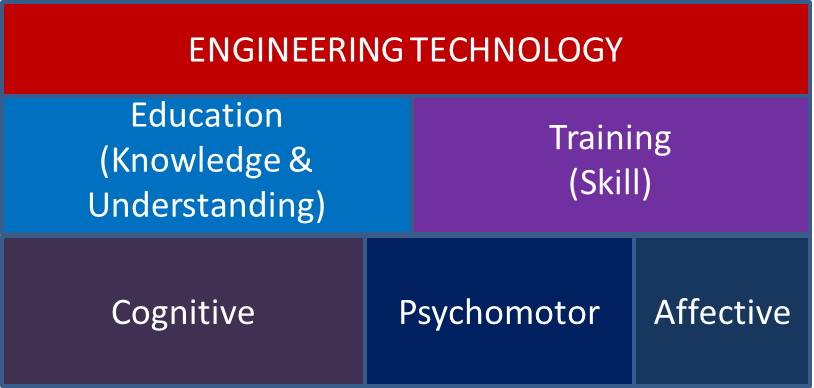 ENGINEERING TECHNOLOGY
Education
(Knowledge &
Understanding)
Training
(Skill)
Cognitive
Psychomotor
Affective